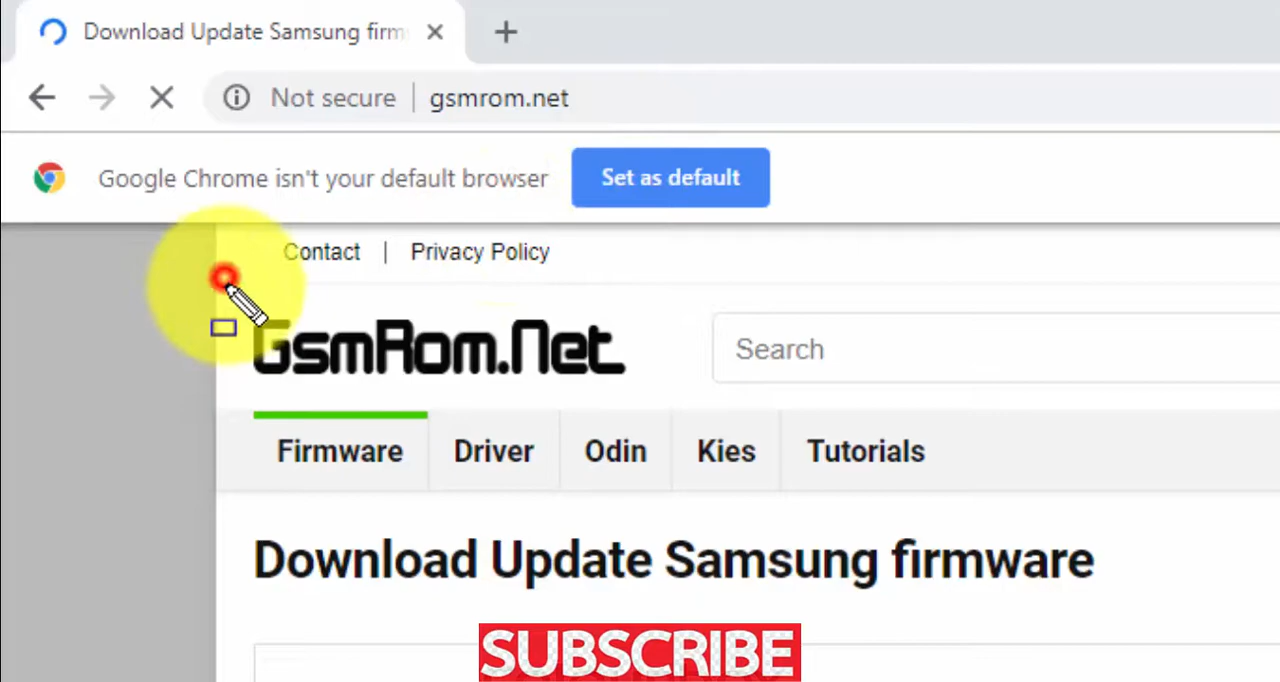 Download Update Samsung firm
Not secure | gsmrom.net
Google Chrome isn't your default browser Set as default
Contact | Privacy Policy
GsmRom.Net Search
Firmware Driver Odin Kies Tutorials
Download Update Samsung firmware
SUBSCRIBE